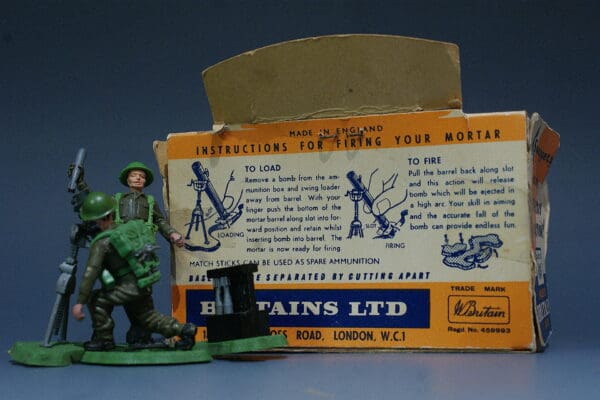 MADE IN ENGLAND
INSTRUCTIONS FOR FIRING YOUR MORTAR
TO LOAD
Remove a bomb from the am-
munition box and swing loader
away from barrel. With your
finger push the bottom of the
mortar barrel along slot into for-
ward position and retain whilst
inserting bomb into barrel. The
mortar is now ready for firing
LOADING
SLOT
FIRING
TO FIRE
Pull the barrel back along slot
and this action will release
bomb which will be ejected in
a high arc. Your skill in aiming
and the accurate fall of the
bomb can provide endless fun.
MATCH STICKS CAN BE USED AS SPARE AMMUNITION
BE SEPARATED BY CUTTING APART
BRITAINS LTD
ROAD, LONDON, W.C.1
TRADE MARK
W.Britain
Regd. No. 459993